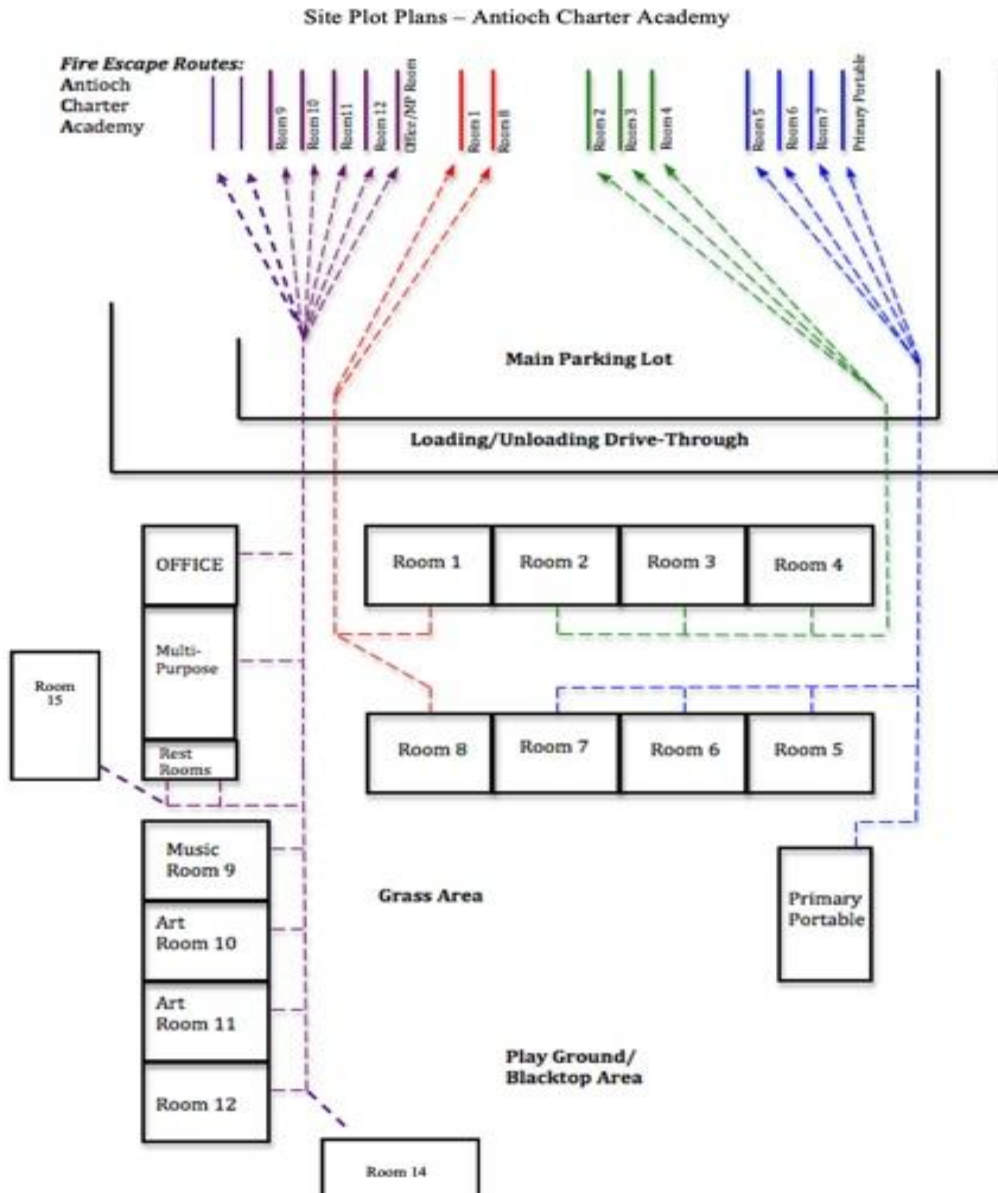 Site Plot Plans – Antioch Charter Academy
Fire Escape Routes:
Antioch
Charter
Academy
Room 9
Room 10
Room11
Room 12
Office/MP Room
Room 1
Room 8
Room 2
Room 3
Room 4
Room 5
Room 6
Room 7
Primary Portable
Main Parking Lot
Loading/Unloading Drive-Through
OFFICE
Room 1
Room 2
Room 3
Room 4
Multi-
Purpose
Room
15
Rest
Rooms
Room 8
Room 7
Room 6
Room 5
Music
Room 9
Grass Area
Primary
Portable
Art
Room 10
Art
Room 11
Play Ground/
Blacktop Area
Room 12
Room 14